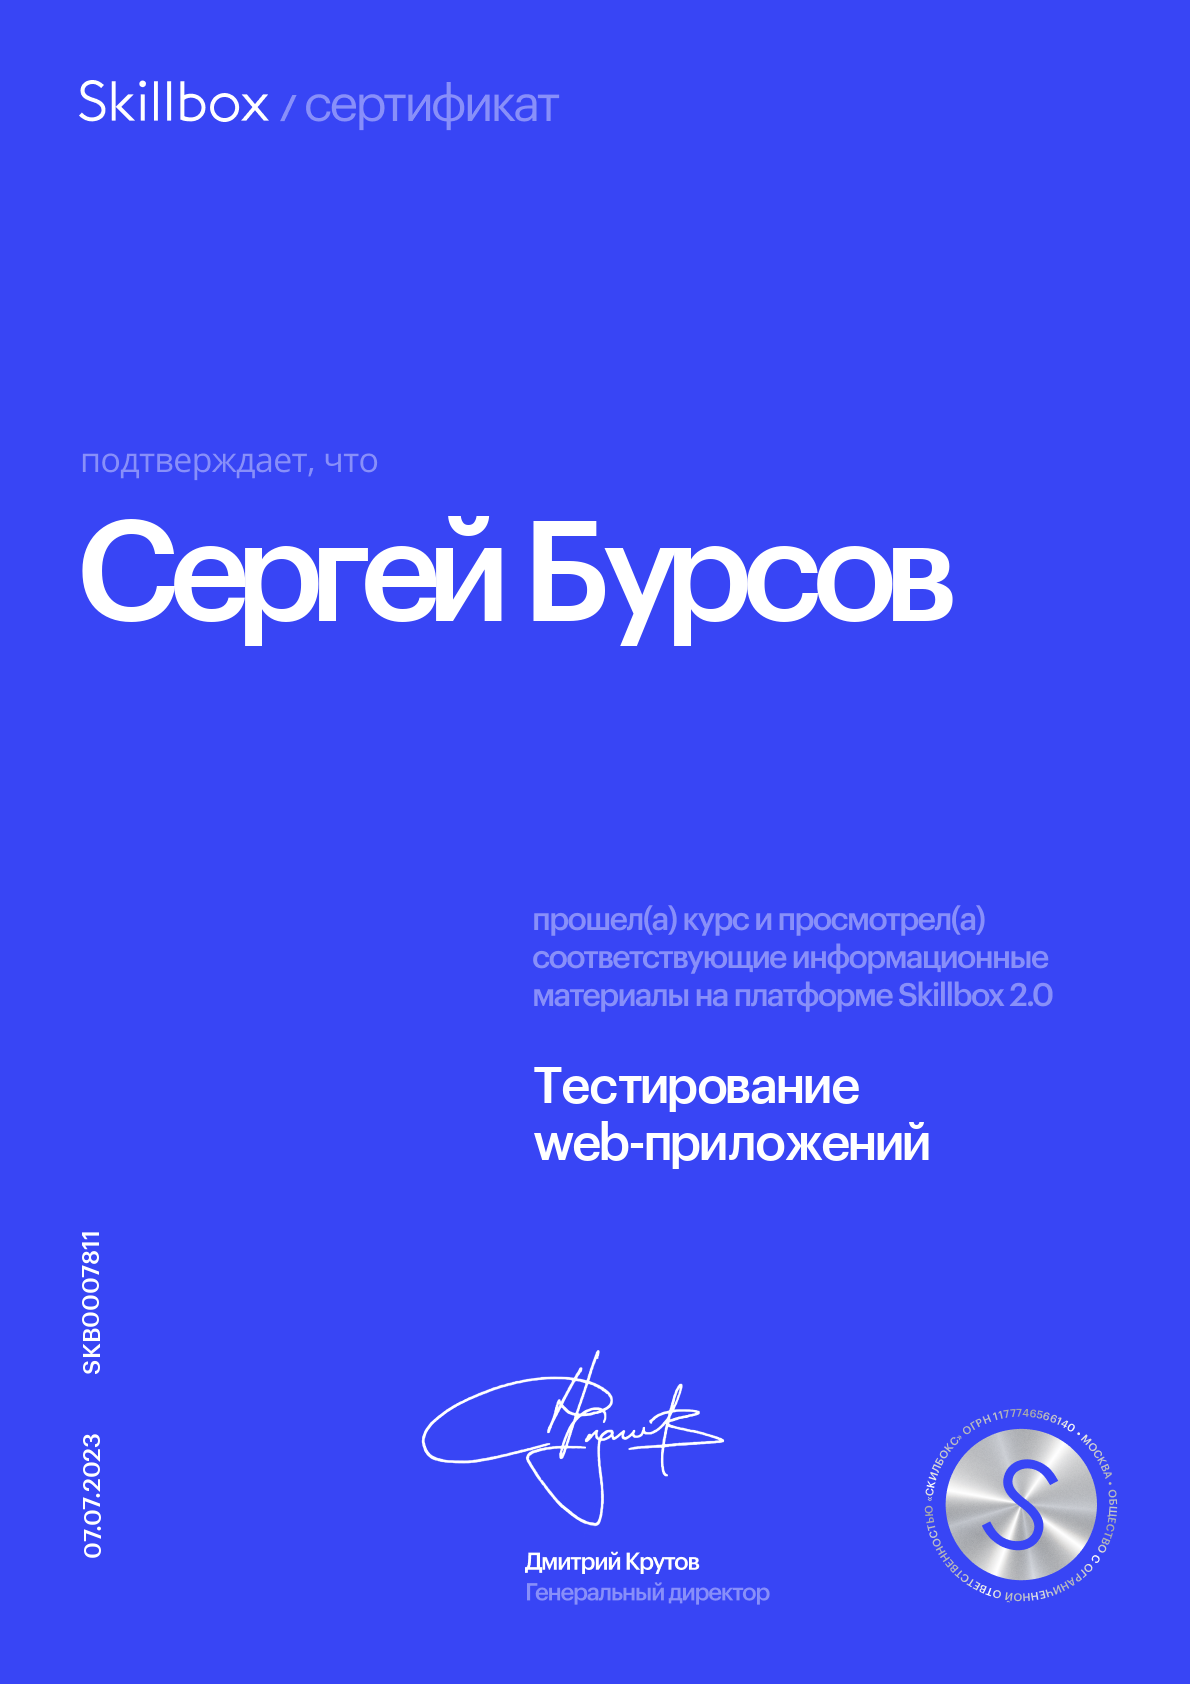 Skillbox / сертификат
подтверждает, что
Сергей Бурсов
прошел(а) курс и просмотрел(а)
соответствующие информационные
материалы на платформе Skillbox 2.0
Тестирование
web-приложений
SKB0007811
07.07.2023
Дмитрий Крутов
Генеральный директор
ОБЩЕСТВО С ОГРАНИЧЕННОЙ ОТВЕТСТВЕННОСТЬЮ «СКИЛБОКС» ОГРН 1177746566140 • МОСКВА •